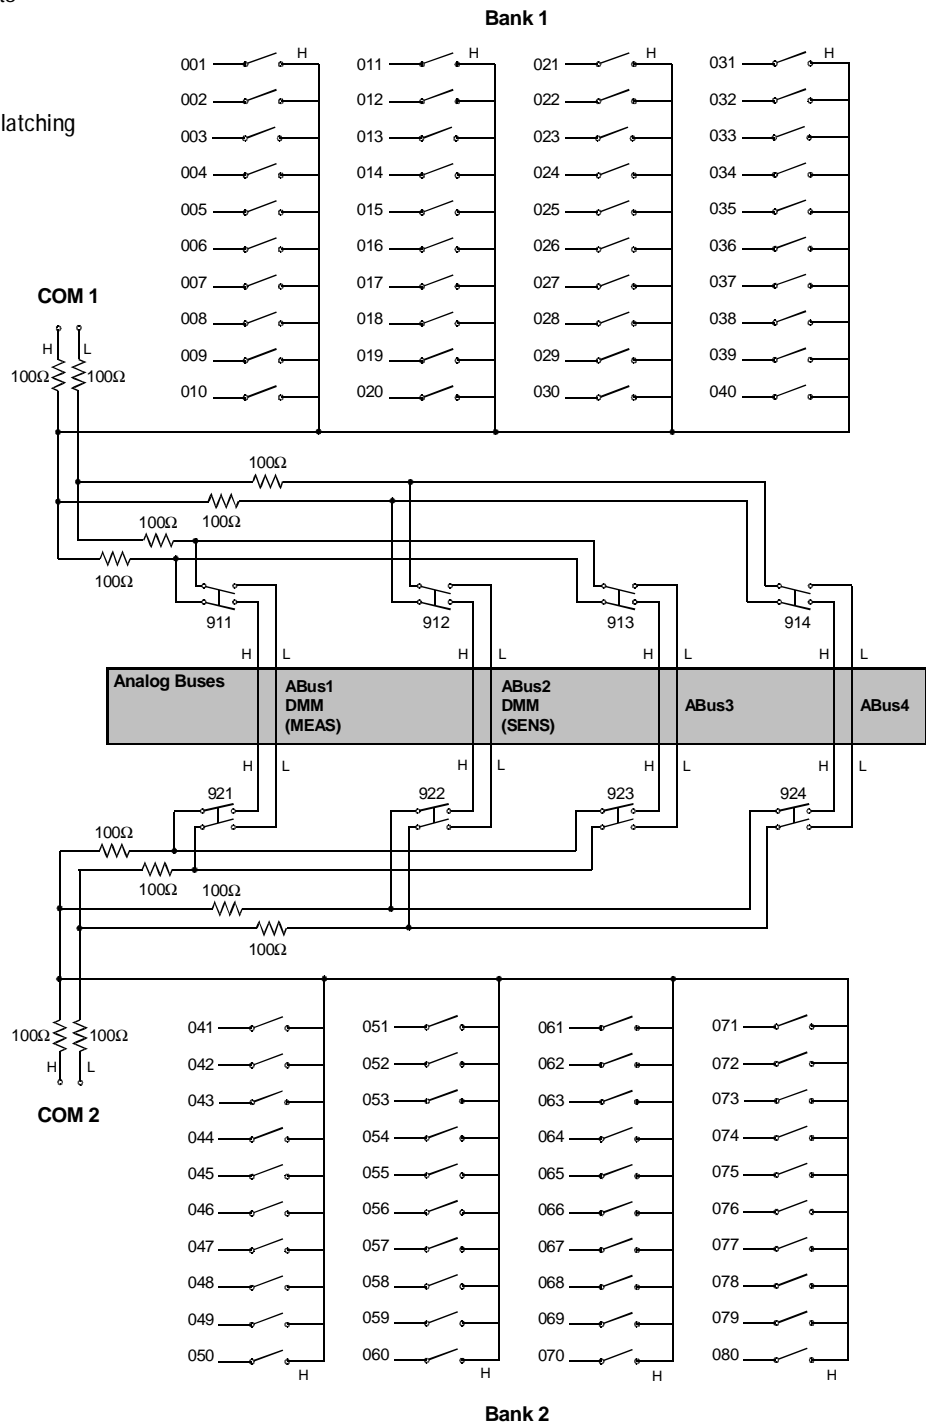 latching
Bank 1
H H H H
001 011 021 031
002 012 022 032
003 013 023 033
004 014 024 034
005 015 025 035
006 016 026 036
007 017 027 037
008 018 028 038
009 019 029 039
010 020 030 040
COM 1
H L
100Ω 100Ω
100Ω
100Ω
100Ω
100Ω
911 912 913 914
H L H L H L H L
Analog Buses
ABus1
DMM
(MEAS)
ABus2
DMM
(SENS)
ABus3
ABus4
H L H L H L H L
921 922 923 924
100Ω
100Ω
100Ω
100Ω
100Ω 100Ω
H L
COM 2
041 051 061 071
042 052 062 072
043 053 063 073
044 054 064 074
045 055 065 075
046 056 066 076
047 057 067 077
048 058 068 078
049 059 069 079
050 060 070 080
H H H H
Bank 2